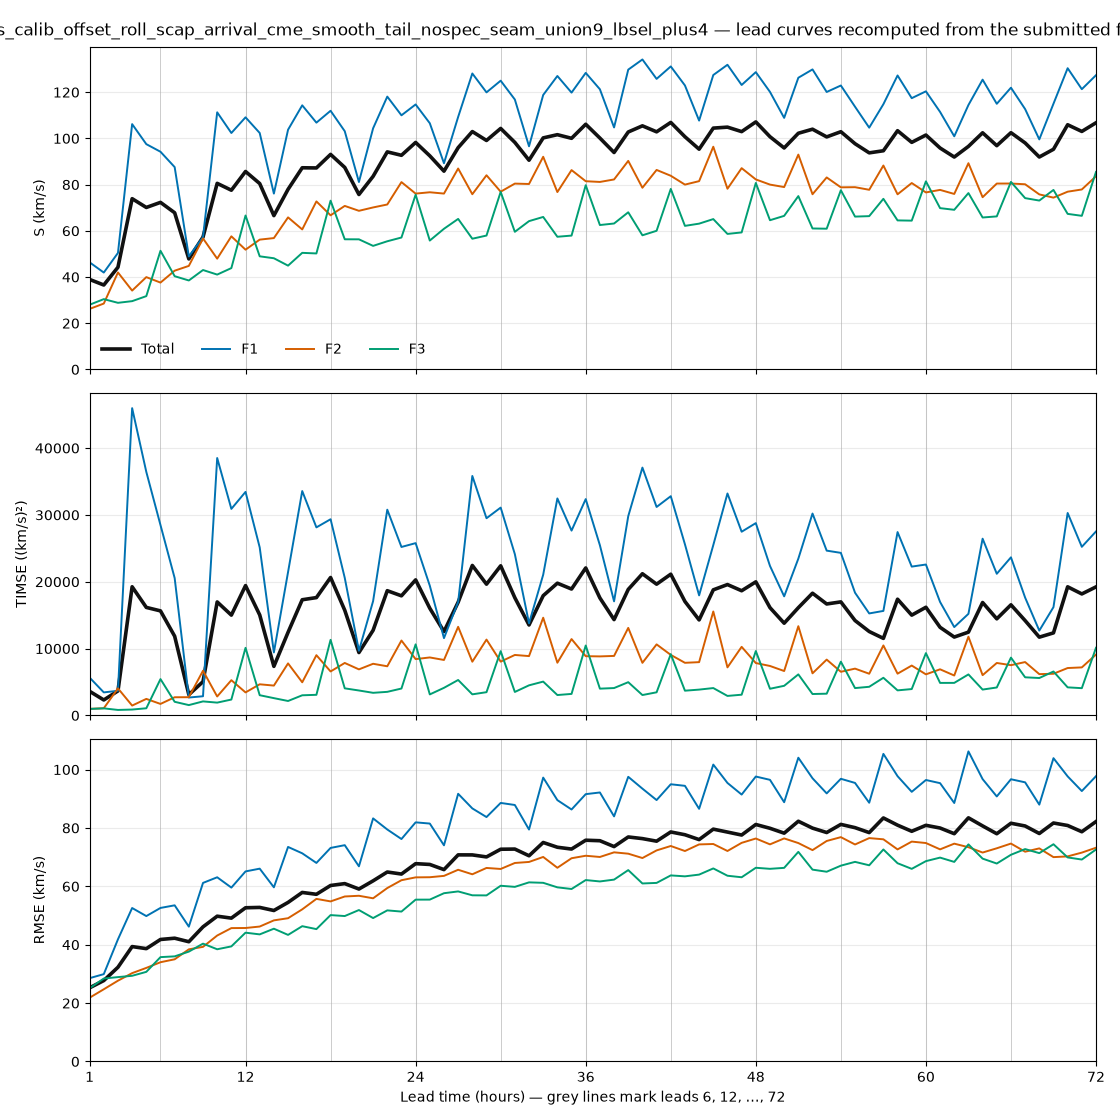 s_calib_offset_roll_scap_arrival_cme_smooth_tail_nospec_seam_union9_lbsel_plus4 — lead curves recomputed from the submitted f
120
100
80
60
40
20
0
S (km/s)
Total F1 F2 F3
40000
30000
20000
10000
0
TIMSE ((km/s)²)
100
80
60
40
20
0
RMSE (km/s)
1 12 24 36 48 60 72
Lead time (hours) — grey lines mark leads 6, 12, ..., 72